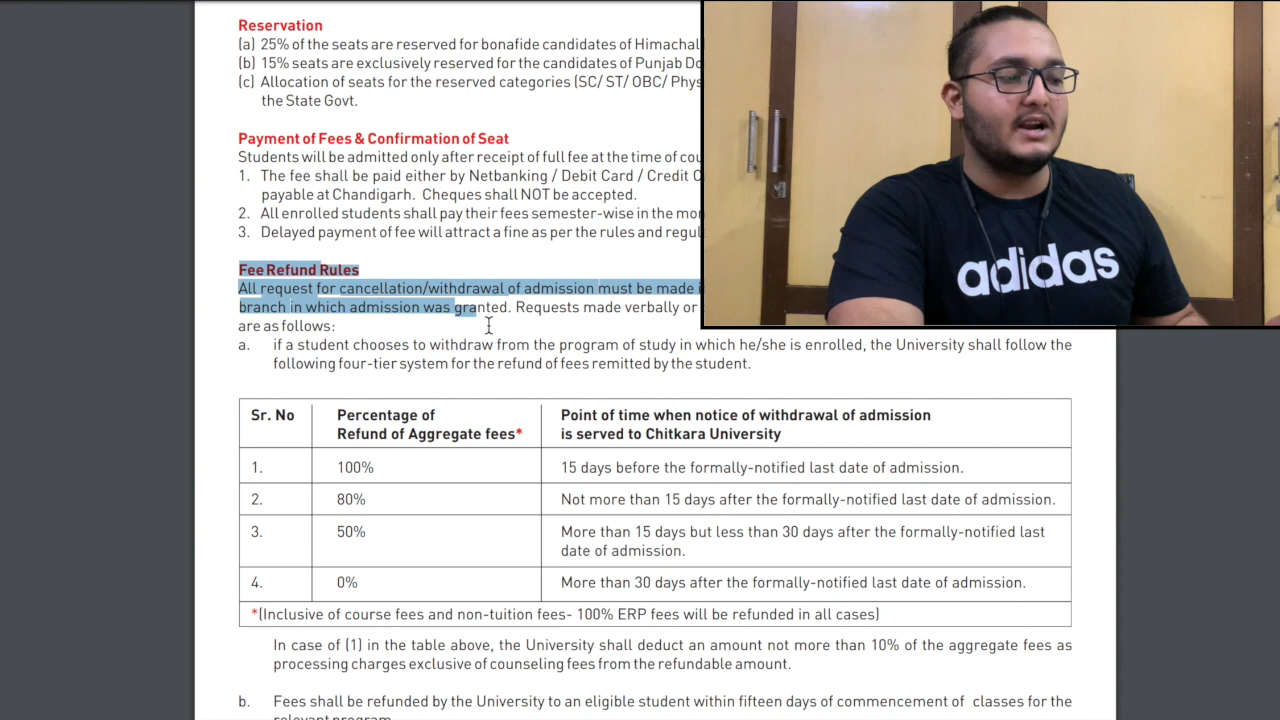 Reservation
(a) 25% of the seats are reserved for bonafide candidates of Himachal
(b) 15% seats are exclusively reserved for the candidates of Punjab Do
(c) Allocation of seats for the reserved categories (SC/ ST/ OBC/ Phys
the State Govt.
Payment of Fees & Confirmation of Seat
Students will be admitted only after receipt of full fee at the time of cou
1. The fee shall be paid either by Netbanking / Debit Card / Credit C
payable at Chandigarh. Cheques shall NOT be accepted.
2. All enrolled students shall pay their fees semester-wise in the mon
3. Delayed payment of fee will attract a fine as per the rules and regul
Fee Refund Rules
All request for cancellation/withdrawal of admission must be made i
branch in which admission was granted. Requests made verbally or
are as follows:
a. if a student chooses to withdraw from the program of study in which he/she is enrolled, the University shall follow the
following four-tier system for the refund of fees remitted by the student.
Sr. No Percentage of Point of time when notice of withdrawal of admission
Refund of Aggregate fees* is served to Chitkara University
1. 100% 15 days before the formally-notified last date of admission.
2. 80% Not more than 15 days after the formally-notified last date of admission.
3. 50% More than 15 days but less than 30 days after the formally-notified last
date of admission.
4. 0% More than 30 days after the formally-notified last date of admission.
*(Inclusive of course fees and non-tuition fees- 100% ERP fees will be refunded in all cases)
In case of (1) in the table above, the University shall deduct an amount not more than 10% of the aggregate fees as
processing charges exclusive of counseling fees from the refundable amount.
b. Fees shall be refunded by the University to an eligible student within fifteen days of commencement of classes for the
relevant program
adidas